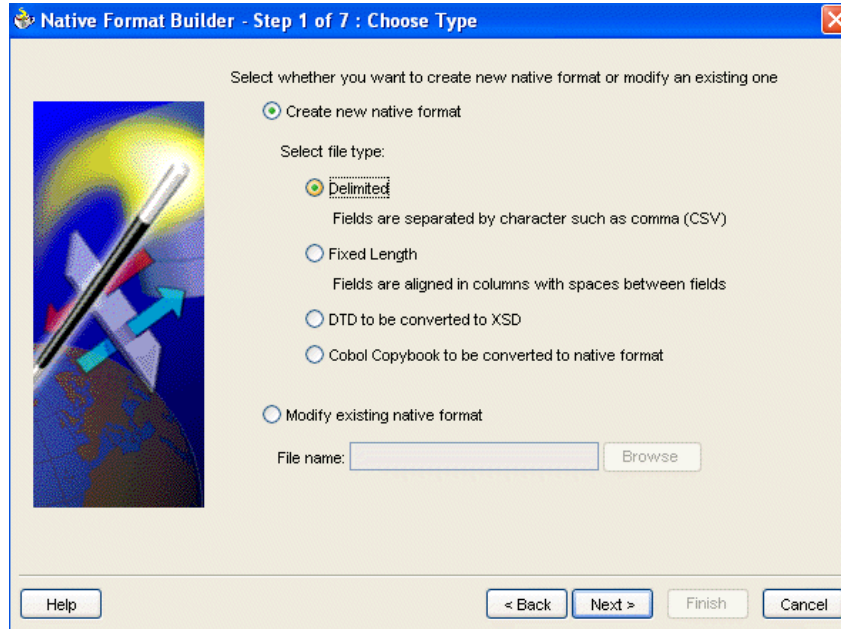 Native Format Builder - Step 1 of 7 : Choose Type
Select whether you want to create new native format or modify an existing one
Create new native format
Select file type:
Delimited
Fields are separated by character such as comma (CSV)
Fixed Length
Fields are aligned in columns with spaces between fields
DTD to be converted to XSD
Cobol Copybook to be converted to native format
Modify existing native format
File name: Browse
Help < Back Next > Finish Cancel